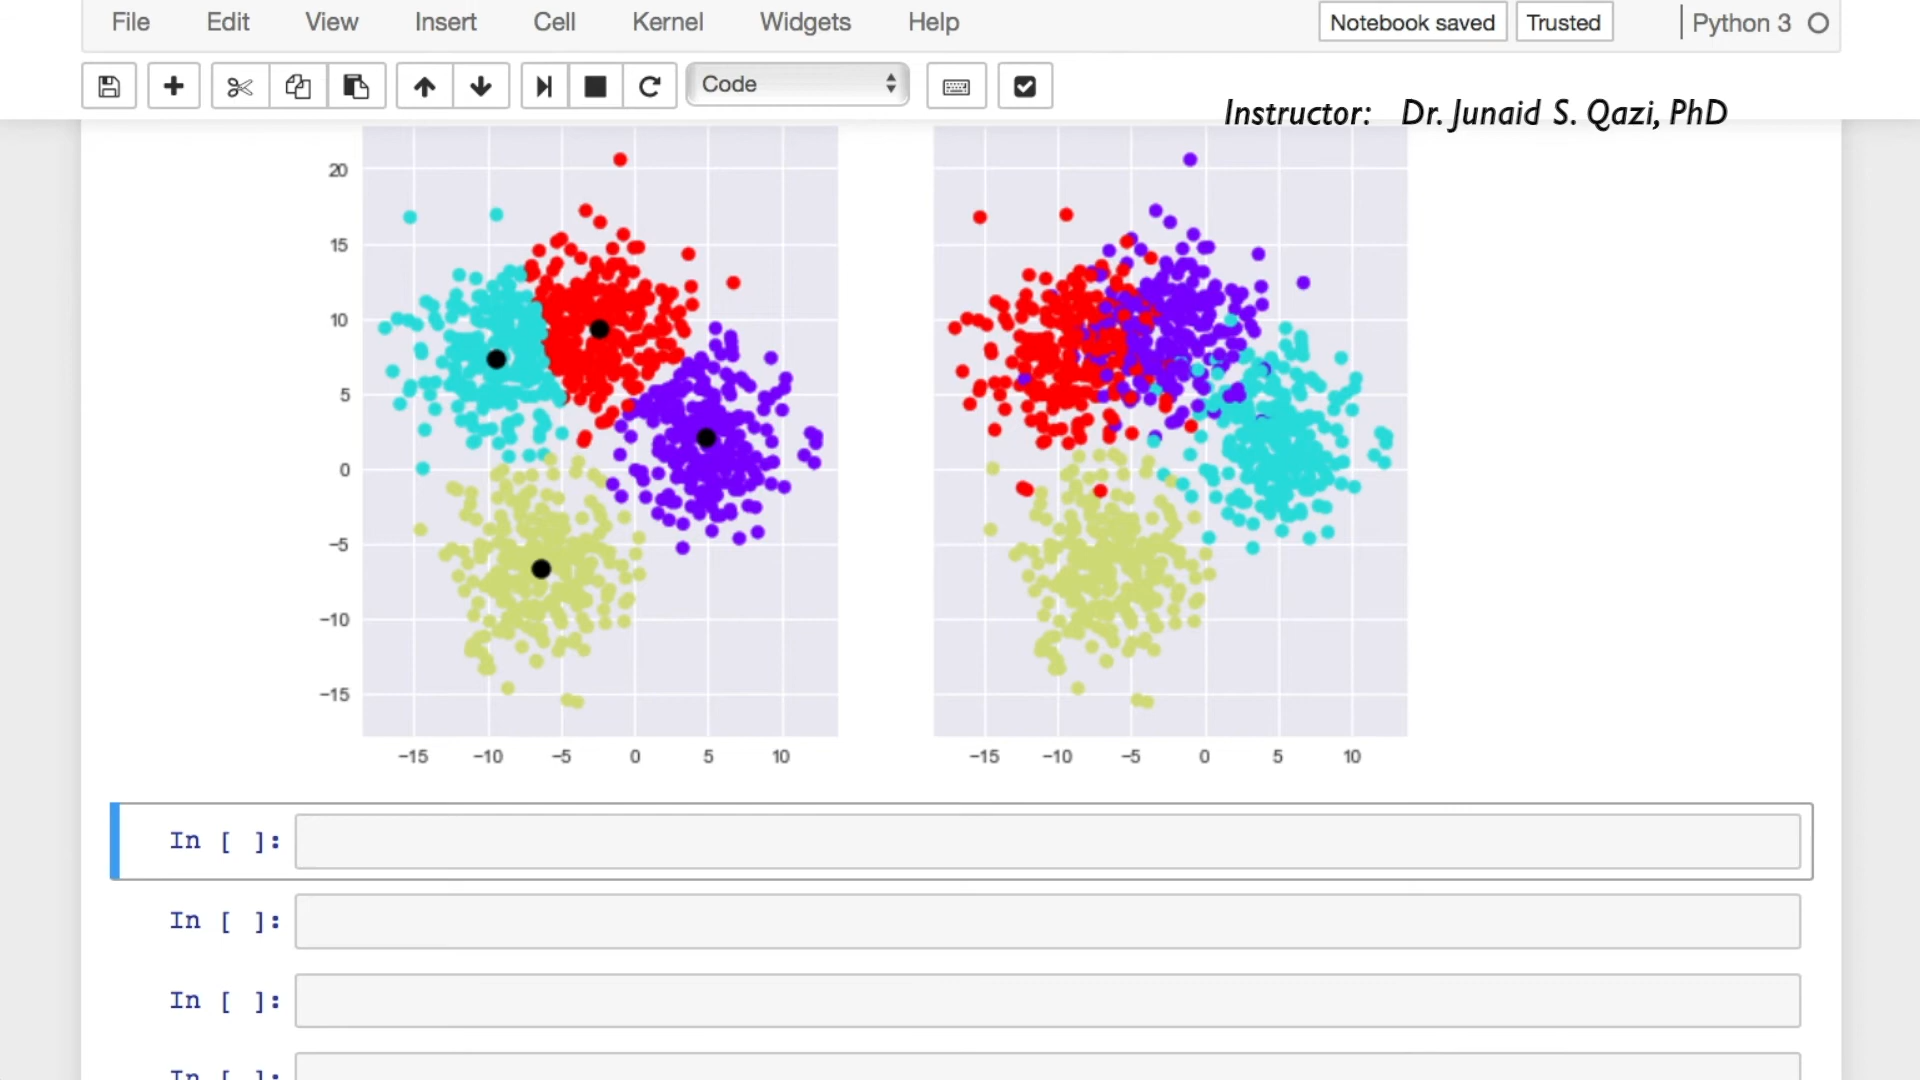 File Edit View Insert Cell Kernel Widgets Help Notebook saved Trusted Python 3
Code
Instructor: Dr. Junaid S. Qazi, PhD
20
15
10
5
0
−5
−10
−15
−15 −10 −5 0 5 10
−15 −10 −5 0 5 10
In [ ]:
In [ ]:
In [ ]:
In [ ]: